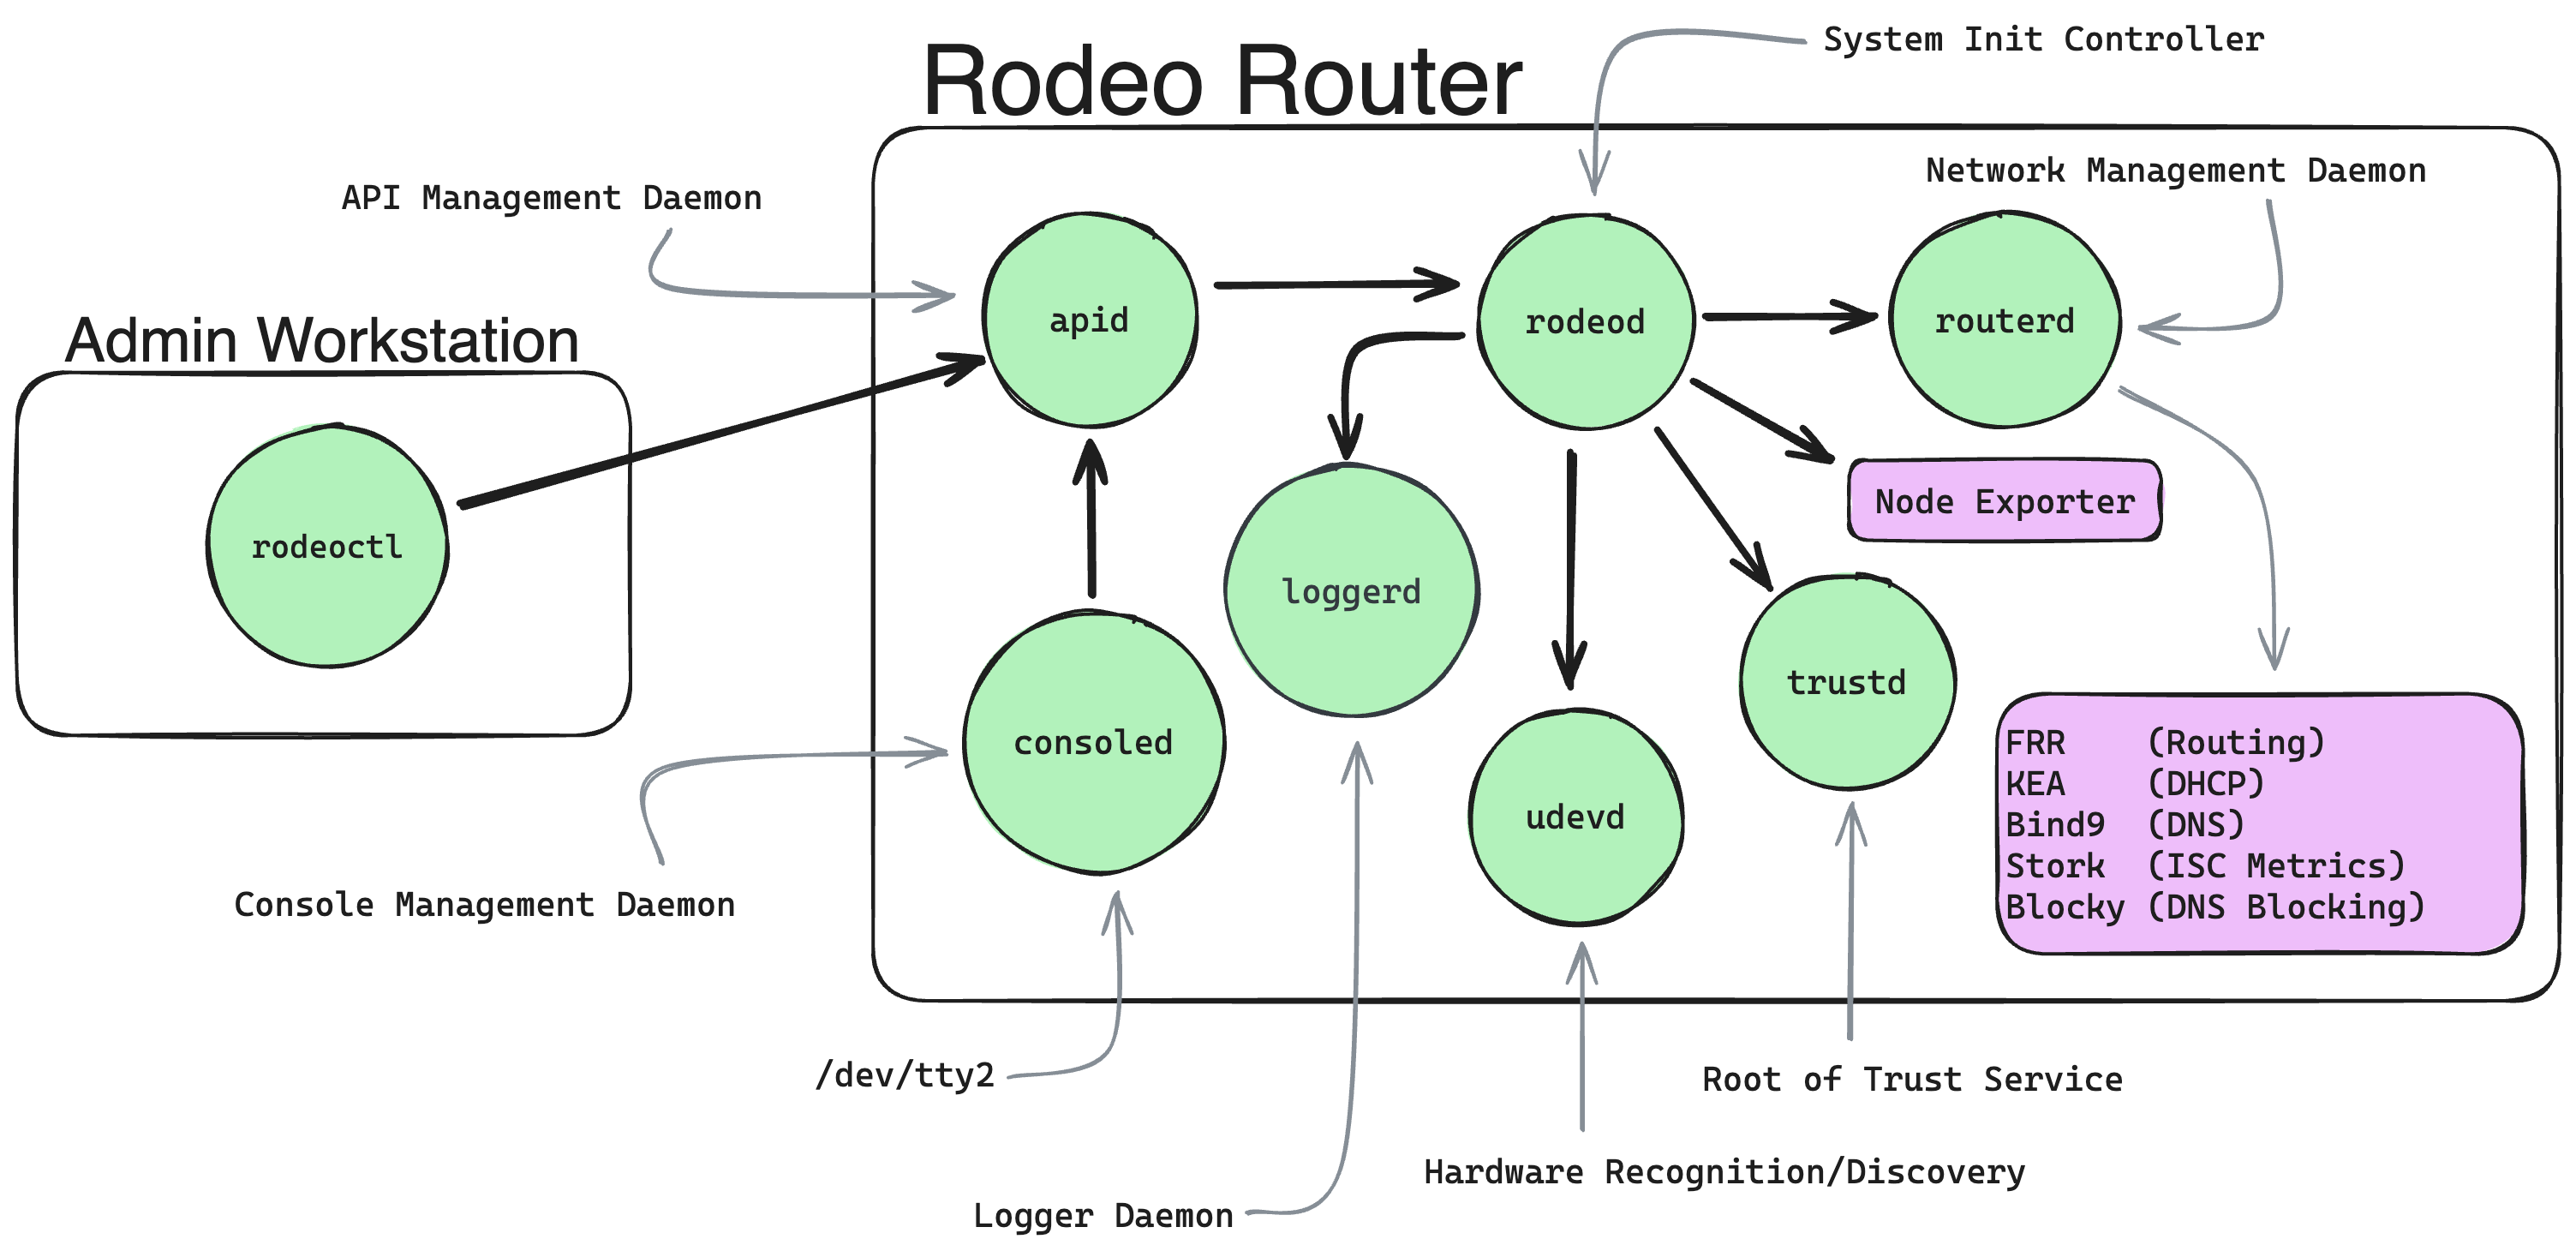 System Init Controller
Rodeo Router
Network Management Daemon
API Management Daemon
Admin Workstation
apid
rodeod
routerd
Node Exporter
rodeoctl
loggerd
trustd
consoled
udevd
FRR (Routing)
KEA (DHCP)
Bind9 (DNS)
Stork (ISC Metrics)
Blocky (DNS Blocking)
Console Management Daemon
/dev/tty2
Root of Trust Service
Hardware Recognition/Discovery
Logger Daemon